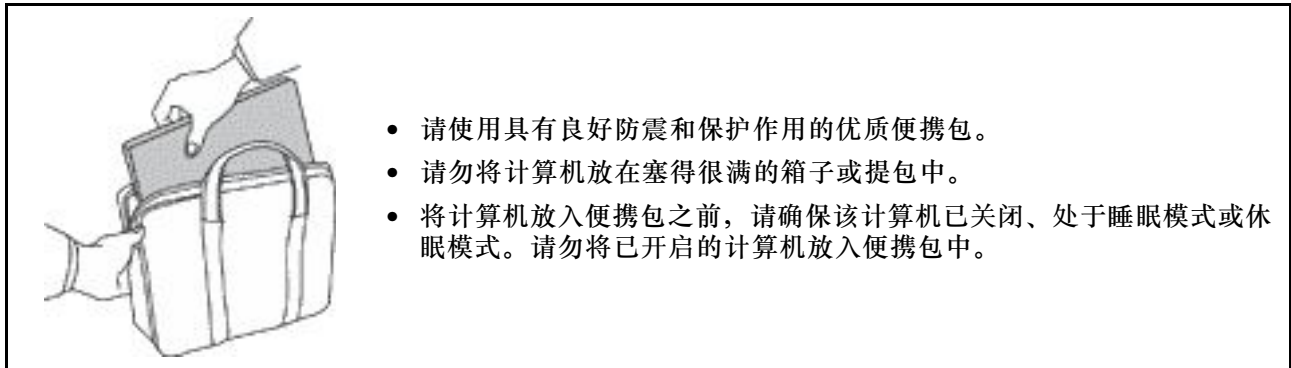 • 请使用具有良好防震和保护作用的优质便携包。
• 请勿将计算机放在塞得很满的箱子或提包中。
• 将计算机放入便携包之前，请确保该计算机已关闭、处于睡眠模式或休
眠模式。请勿将已开启的计算机放入便携包中。